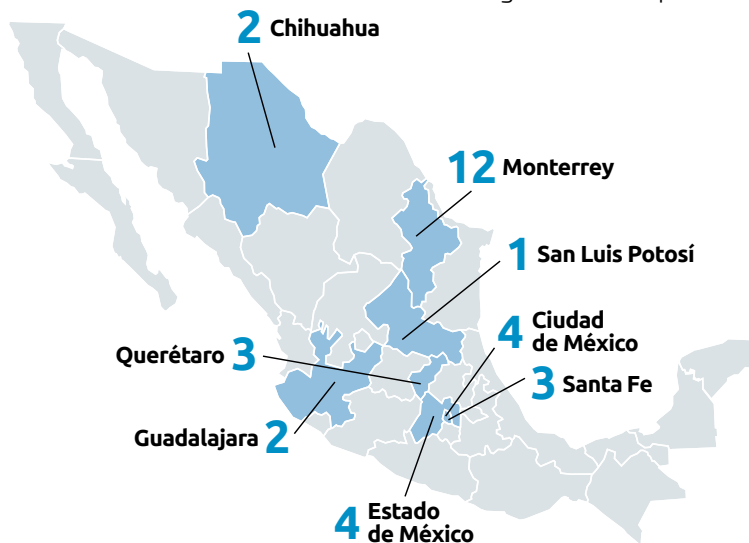 2 Chihuahua
12 Monterrey
1 San Luis Potosí
4 Ciudad
de México
Querétaro 3
3 Santa Fe
Guadalajara 2
4 Estado
de México